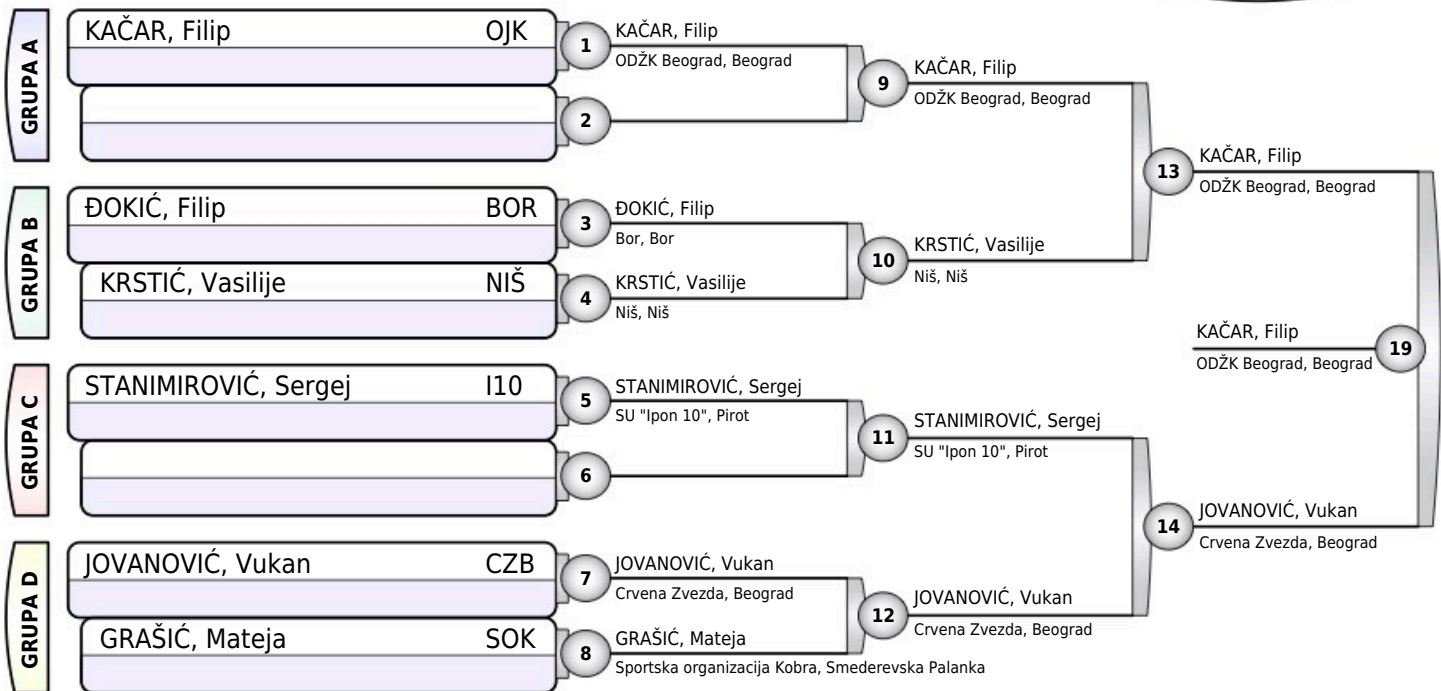 GRUPA A
KAČAR, Filip OJK
1
KAČAR, Filip
ODŽK Beograd, Beograd
2
9
KAČAR, Filip
ODŽK Beograd, Beograd
GRUPA B
ĐOKIĆ, Filip BOR
3
ĐOKIĆ, Filip
Bor, Bor
KRSTIĆ, Vasilije NIŠ
4
KRSTIĆ, Vasilije
Niš, Niš
10
KRSTIĆ, Vasilije
Niš, Niš
13
KAČAR, Filip
ODŽK Beograd, Beograd
GRUPA C
STANIMIROVIĆ, Sergej I10
5
STANIMIROVIĆ, Sergej
SU "Ipon 10", Pirot
6
11
STANIMIROVIĆ, Sergej
SU "Ipon 10", Pirot
GRUPA D
JOVANOVIĆ, Vukan CZB
7
JOVANOVIĆ, Vukan
Crvena Zvezda, Beograd
GRAŠIĆ, Mateja SOK
8
GRAŠIĆ, Mateja
Sportska organizacija Kobra, Smederevska Palanka
12
JOVANOVIĆ, Vukan
Crvena Zvezda, Beograd
14
JOVANOVIĆ, Vukan
Crvena Zvezda, Beograd
KAČAR, Filip
ODŽK Beograd, Beograd
19